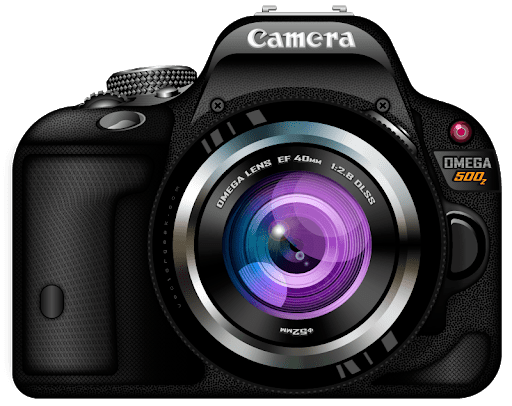 Camera
OMEGA
500z
OMEGA LENS EF 40MM 1:2.8 DLSS
Φ52MM